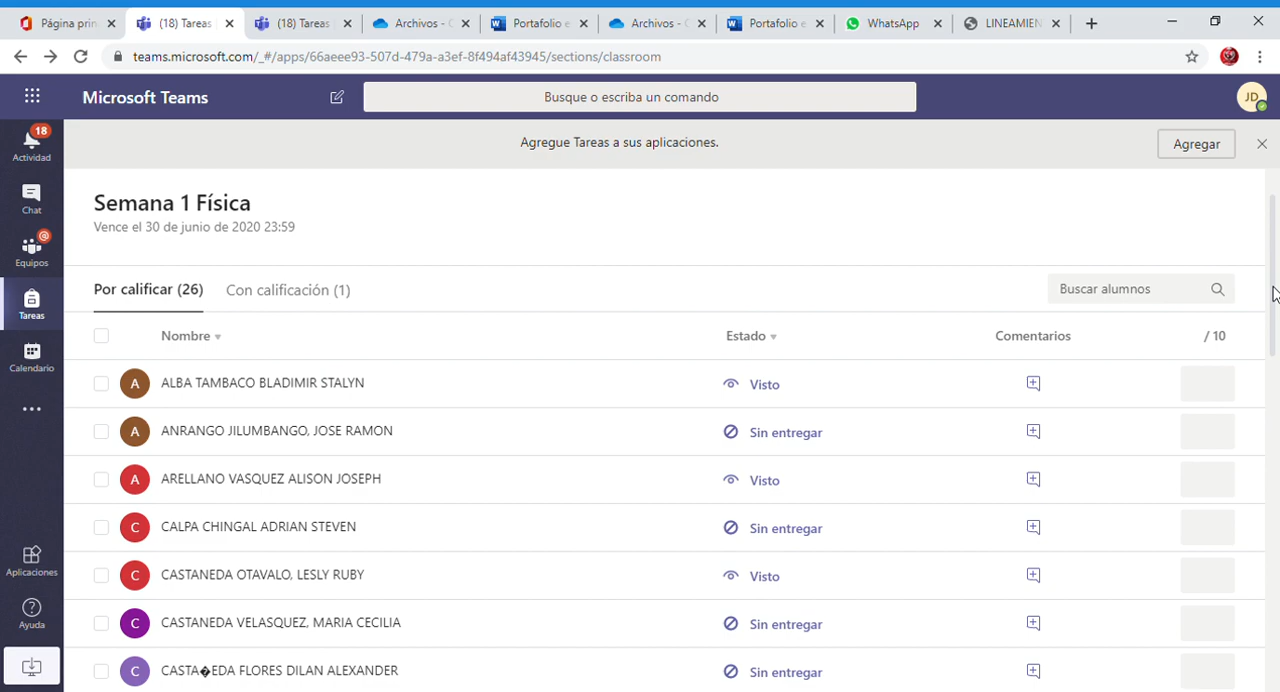 Página prin
(18) Tareas
(18) Tareas
Archivos - C
Portafolio e
Archivos - C
Portafolio e
WhatsApp
LINEAMIEN
teams.microsoft.com/_#/apps/66aeee93-507d-479a-a3ef-8f494af43945/sections/classroom
Microsoft Teams
Busque o escriba un comando
JD
18
Actividad
Agregue Tareas a sus aplicaciones.
Agregar
Chat
Semana 1 Física
Vence el 30 de junio de 2020 23:59
@
Equipos
Por calificar (26)
Con calificación (1)
Buscar alumnos
Tareas
Nombre
Estado
Comentarios
/ 10
Calendario
A ALBA TAMBACO BLADIMIR STALYN Visto
A ANRANGO JILUMBANGO, JOSE RAMON Sin entregar
A ARELLANO VASQUEZ ALISON JOSEPH Visto
C CALPA CHINGAL ADRIAN STEVEN Sin entregar
Aplicaciones
C CASTANEDA OTAVALO, LESLY RUBY Visto
Ayuda
C CASTANEDA VELASQUEZ, MARIA CECILIA Sin entregar
C CASTA�EDA FLORES DILAN ALEXANDER Sin entregar